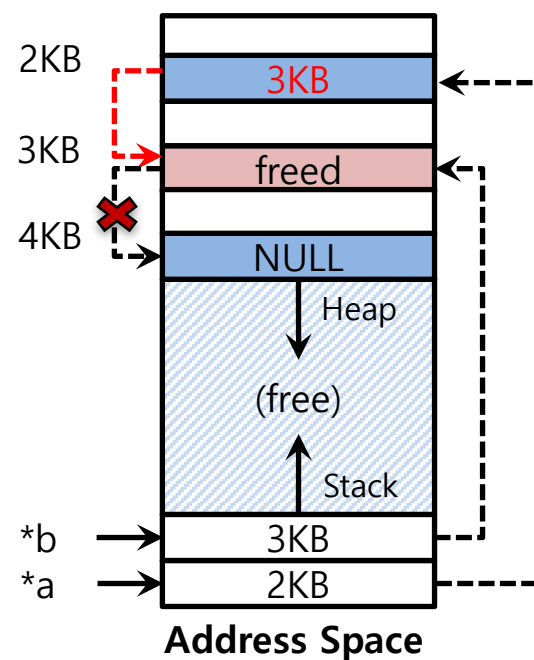 2KB
3KB
3KB
freed
4KB
NULL
Heap
(free)
Stack
*b
3KB
*a
2KB
Address Space